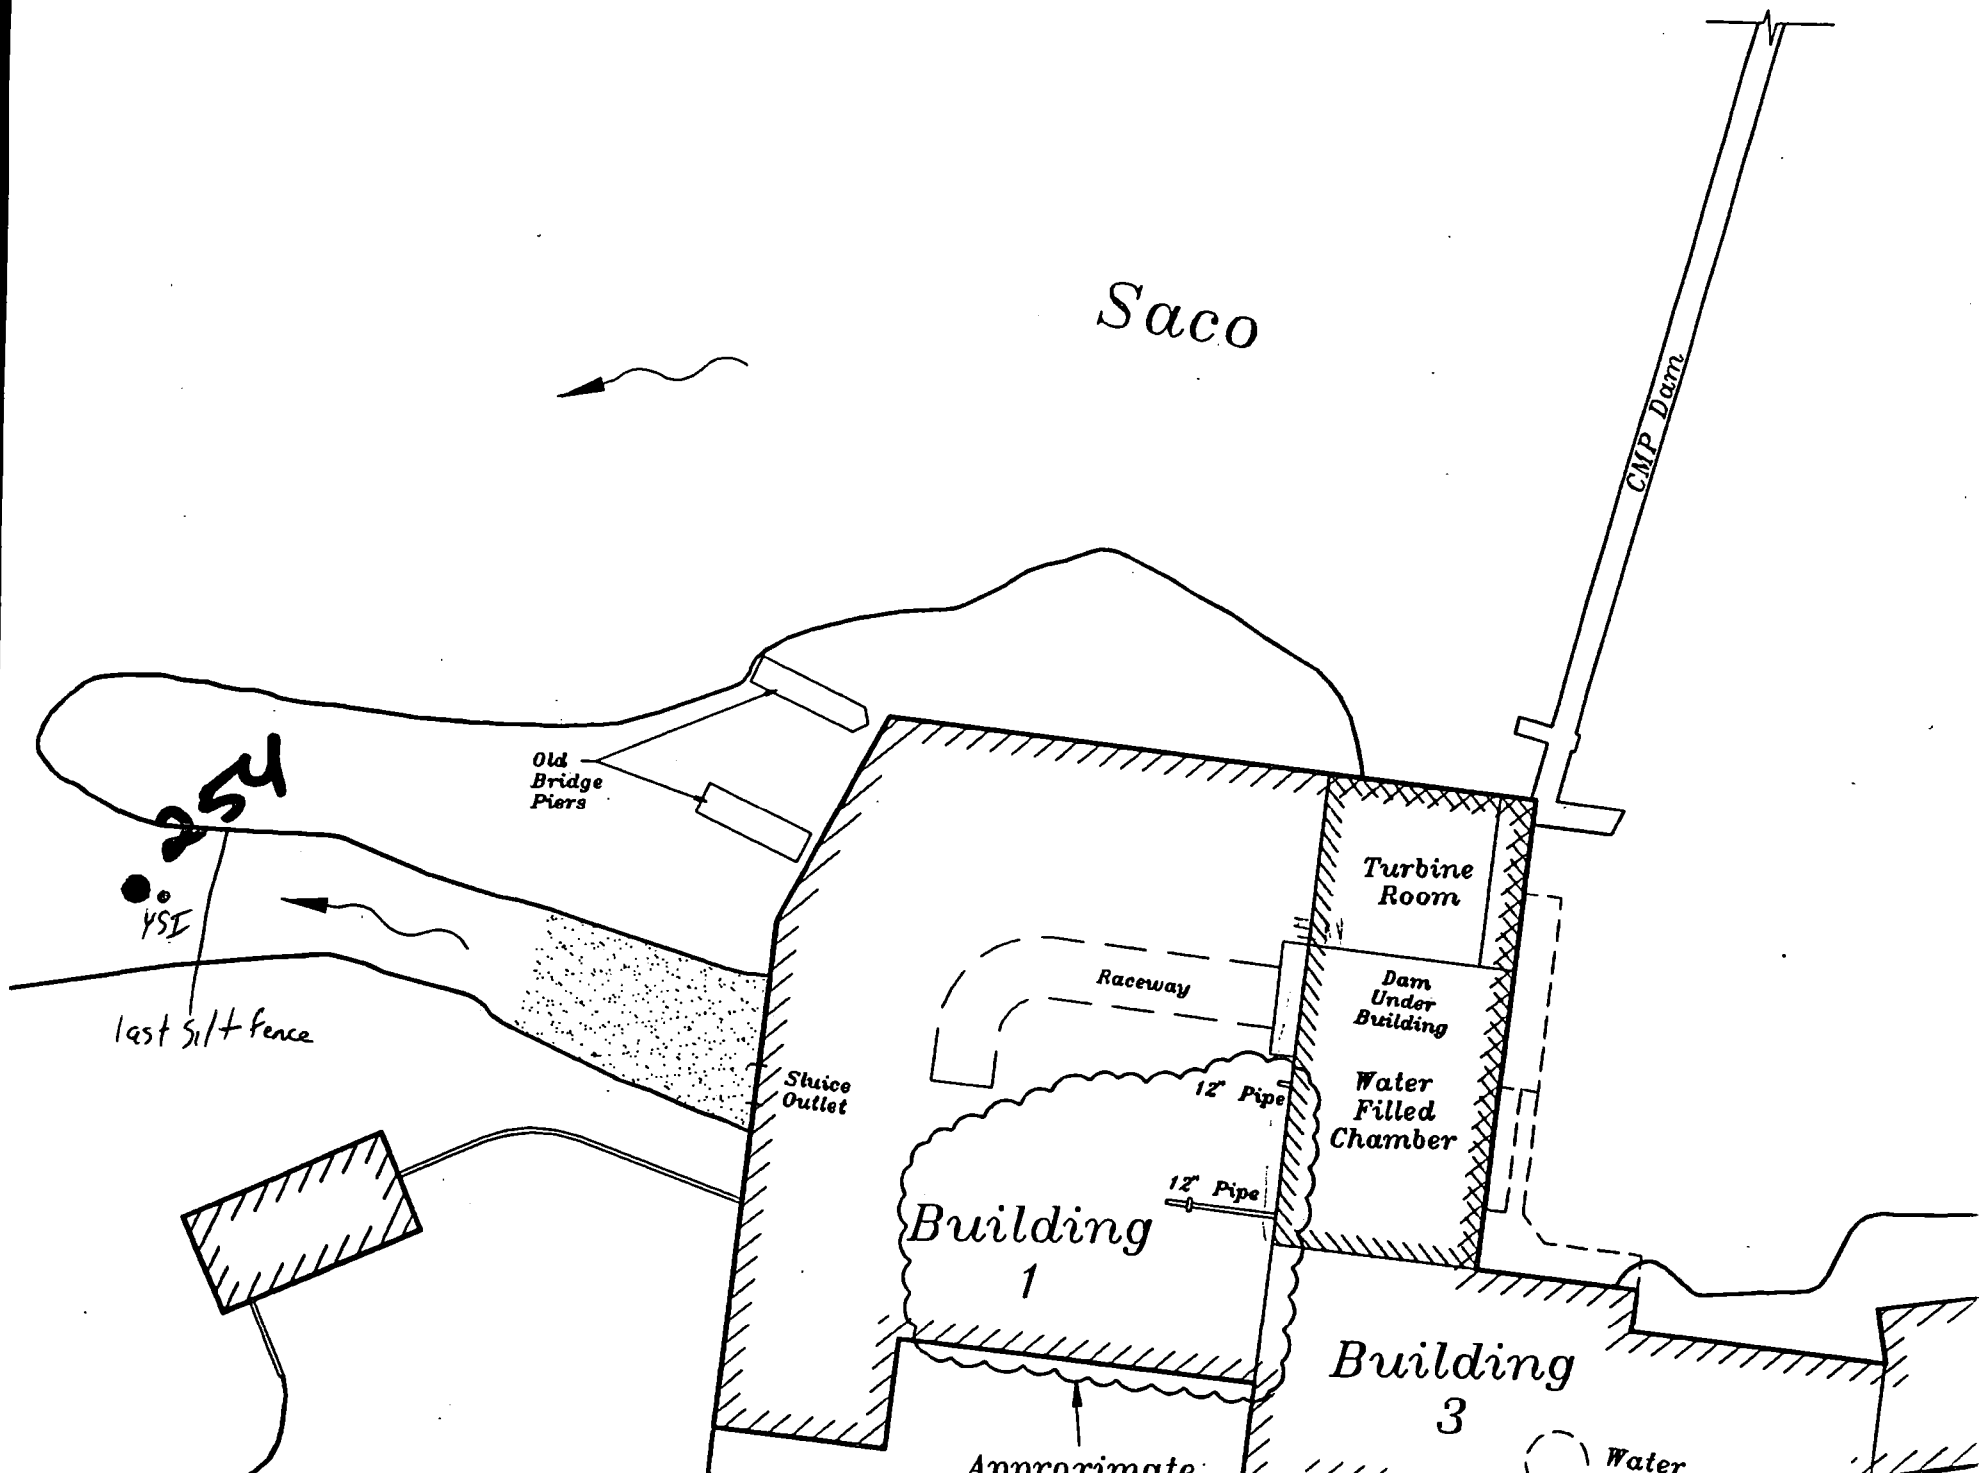 Saco
CMP Dam
Old
Bridge
Piers
254
YSI
last silt fence
Turbine
Room
Raceway
Dam
Under
Building
Sluice
Outlet
12" Pipe
Water
Filled
Chamber
12" Pipe
Building
1
Building
3
Approximate
Water